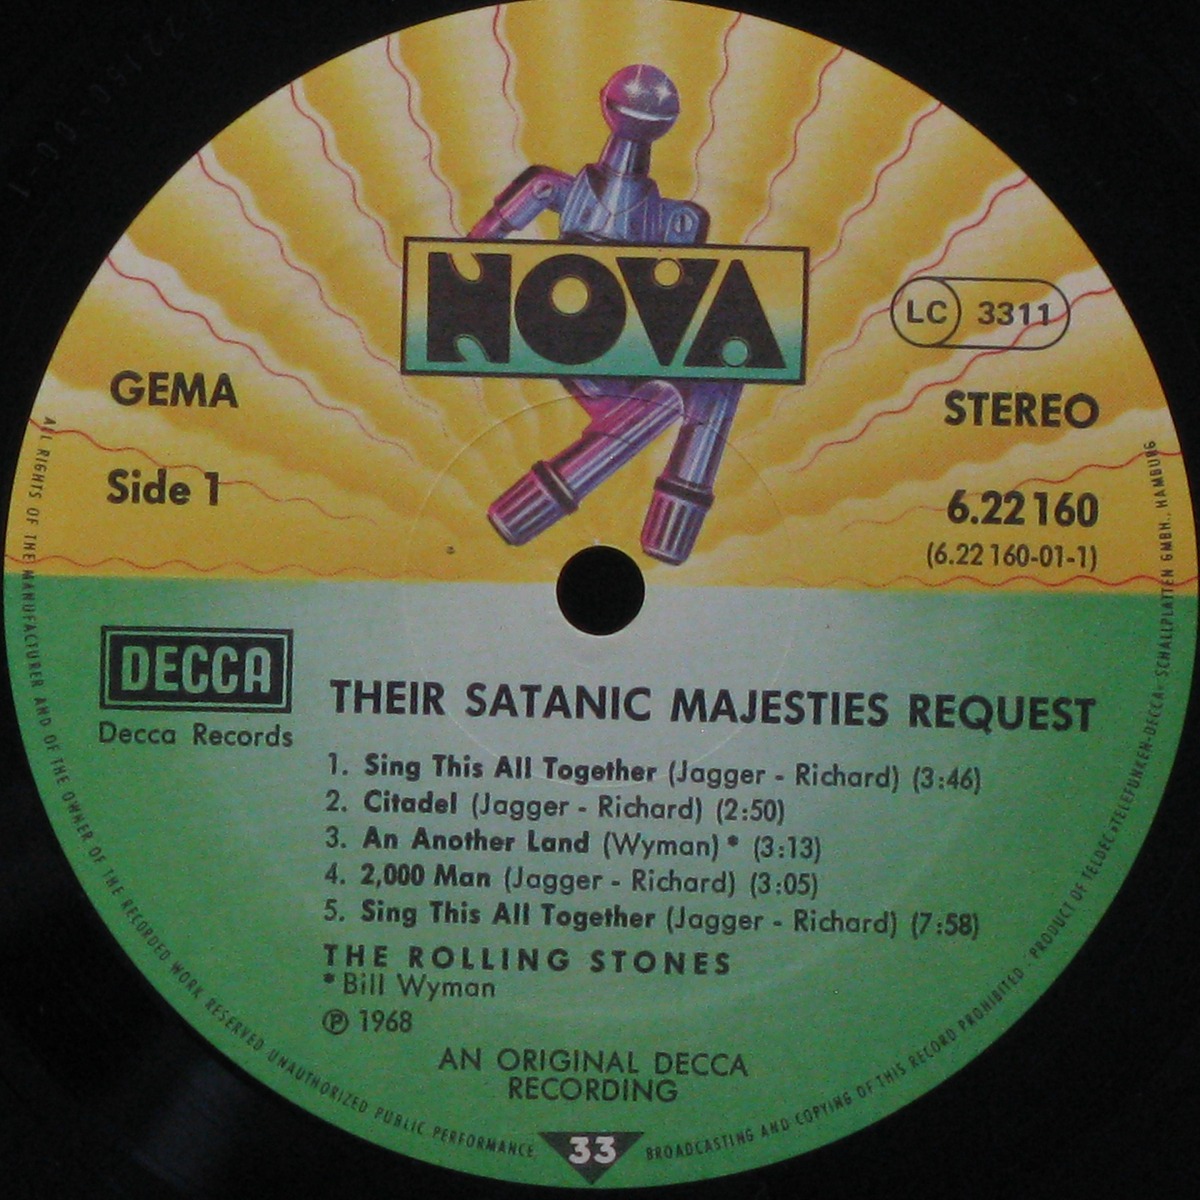 NOVA
LC 3311
GEMA
STEREO
Side 1
6.22 160
(6.22 160-01-1)
DECCA
Decca Records
THEIR SATANIC MAJESTIES REQUEST
1. Sing This All Together (Jagger - Richard) (3:46)
2. Citadel (Jagger - Richard) (2:50)
3. An Another Land (Wyman) * (3:13)
4. 2,000 Man (Jagger - Richard) (3:05)
5. Sing This All Together (Jagger - Richard) (7:58)
THE ROLLING STONES
* Bill Wyman
℗ 1968
AN ORIGINAL DECCA
RECORDING
33
ALL RIGHTS OF THE MANUFACTURER AND OF THE OWNER OF THE RECORDED WORK RESERVED UNAUTHORIZED PUBLIC PERFORMANCE BROADCASTING AND COPYING OF THIS RECORD PROHIBITED · PRODUCT OF TELDEC »TELEFUNKEN-DECCA« SCHALLPLATTEN GMBH., HAMBURG